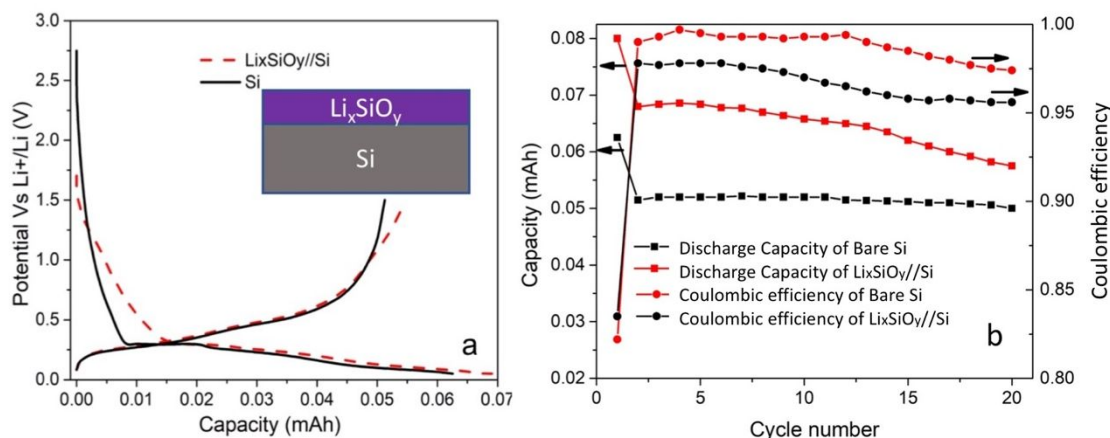 3.0
2.5
2.0
1.5
1.0
0.5
0.0
Potential Vs Li+/Li (V)
LixSiOy//Si
Si
LixSiOy
Si
a
0.00 0.01 0.02 0.03 0.04 0.05 0.06 0.07
Capacity (mAh)
b
0.08
0.07
0.06
0.05
0.04
0.03
0.02
Capacity (mAh)
1.00
0.95
0.90
0.85
0.80
Coulombic efficiency
Discharge Capacity of Bare Si
Discharge Capacity of LixSiOy//Si
Coulombic efficiency of Bare Si
Coulombic efficiency of LixSiOy//Si
b
0 5 10 15 20
Cycle number